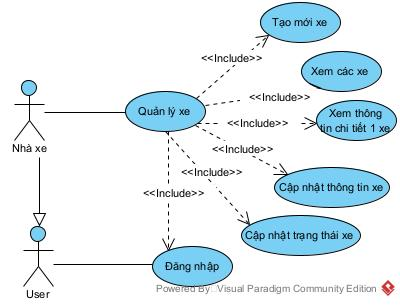 Tạo mới xe
<<Include>>
Xem các xe
<<Include>>
Quản lý xe
<<Include>>
Xem thông
tin chi tiết 1 xe
Nhà xe
<<Include>>
Cập nhật thông tin xe
<<Include>>
<<Include>>
Cập nhật trạng thái xe
Đăng nhập
User
Powered By: Visual Paradigm Community Edition